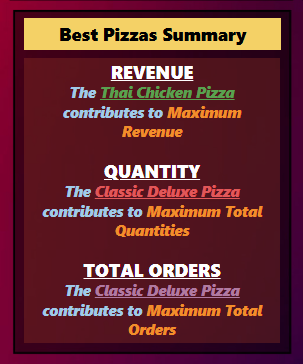 Best Pizzas Summary
REVENUE
The Thai Chicken Pizza
contributes to Maximum
Revenue
QUANTITY
The Classic Deluxe Pizza
contributes to Maximum Total
Quantities
TOTAL ORDERS
The Classic Deluxe Pizza
contributes to Maximum Total
Orders